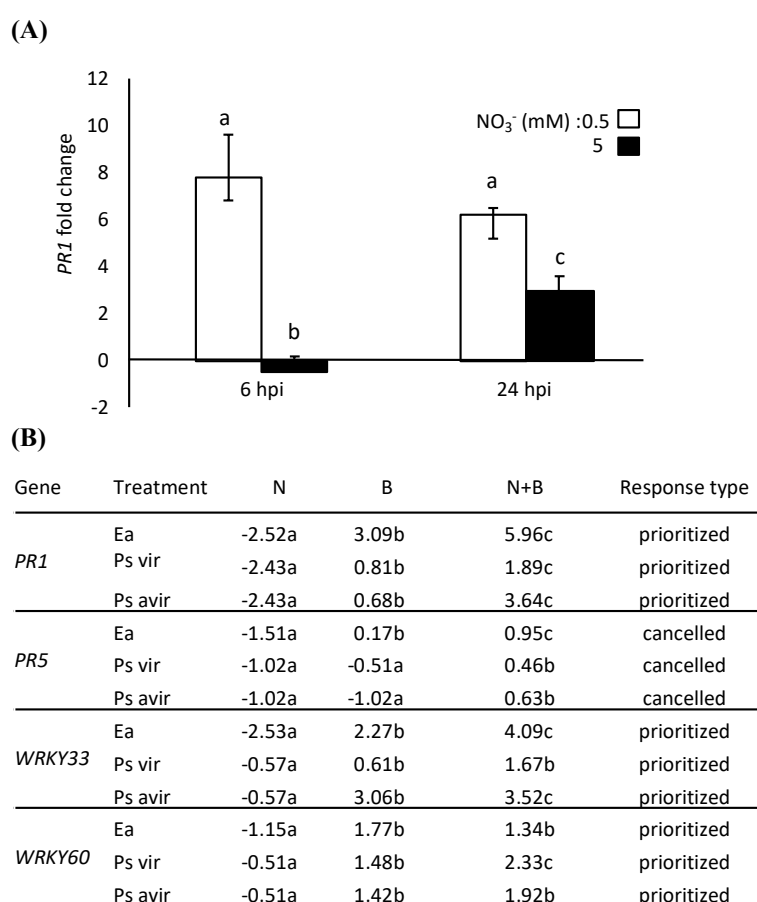 (A)
12
10
8
6
4
2
0
-2
PR1 fold change
a
b
a
c
NO₃⁻ (mM) :0.5
5
6 hpi 24 hpi
(B)
Gene Treatment N B N+B Response type
Ea -2.52a 3.09b 5.96c prioritized
PR1 Ps vir -2.43a 0.81b 1.89c prioritized
Ps avir -2.43a 0.68b 3.64c prioritized
Ea -1.51a 0.17b 0.95c cancelled
PR5 Ps vir -1.02a -0.51a 0.46b cancelled
Ps avir -1.02a -1.02a 0.63b cancelled
Ea -2.53a 2.27b 4.09c prioritized
WRKY33 Ps vir -0.57a 0.61b 1.67b prioritized
Ps avir -0.57a 3.06b 3.52c prioritized
Ea -1.15a 1.77b 1.34b prioritized
WRKY60 Ps vir -0.51a 1.48b 2.33c prioritized
Ps avir -0.51a 1.42b 1.92b prioritized